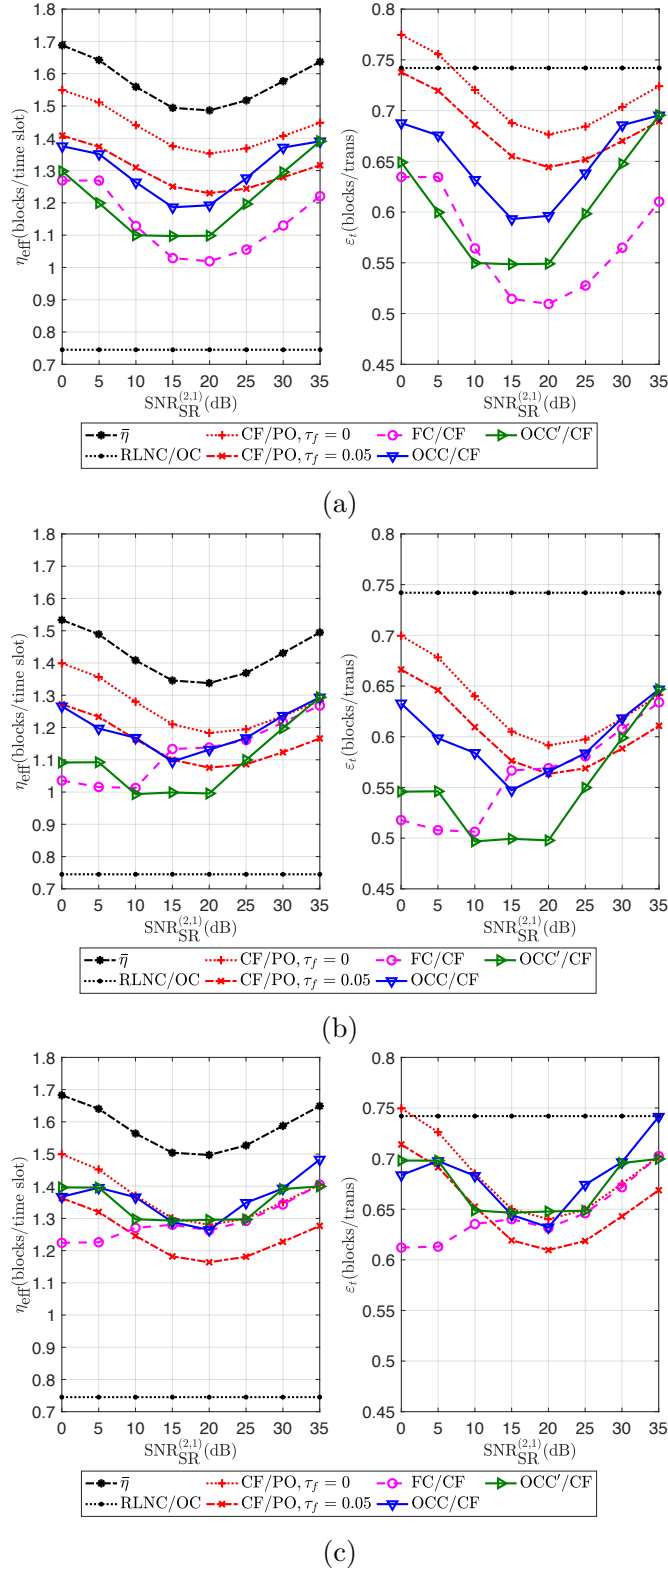 1.8
1.7
1.6
1.5
1.4
1.3
1.2
1.1
1
0.9
0.8
0.7
η_eff(blocks/time slot)
0 5 10 15 20 25 30 35
SNR_SR^(2,1)(dB)
0.8
0.75
0.7
0.65
0.6
0.55
0.5
0.45
ε_t(blocks/trans)
0 5 10 15 20 25 30 35
SNR_SR^(2,1)(dB)
η̄ CF/PO, τ_f = 0 FC/CF OCC′/CF
RLNC/OC CF/PO, τ_f = 0.05 OCC/CF
(a)
1.8
1.7
1.6
1.5
1.4
1.3
1.2
1.1
1
0.9
0.8
0.7
η_eff(blocks/time slot)
0 5 10 15 20 25 30 35
SNR_SR^(2,1)(dB)
0.8
0.75
0.7
0.65
0.6
0.55
0.5
0.45
ε_t(blocks/trans)
0 5 10 15 20 25 30 35
SNR_SR^(2,1)(dB)
η̄ CF/PO, τ_f = 0 FC/CF OCC′/CF
RLNC/OC CF/PO, τ_f = 0.05 OCC/CF
(b)
1.8
1.7
1.6
1.5
1.4
1.3
1.2
1.1
1
0.9
0.8
0.7
η_eff(blocks/time slot)
0 5 10 15 20 25 30 35
SNR_SR^(2,1)(dB)
0.8
0.75
0.7
0.65
0.6
0.55
0.5
0.45
ε_t(blocks/trans)
0 5 10 15 20 25 30 35
SNR_SR^(2,1)(dB)
η̄ CF/PO, τ_f = 0 FC/CF OCC′/CF
RLNC/OC CF/PO, τ_f = 0.05 OCC/CF
(c)